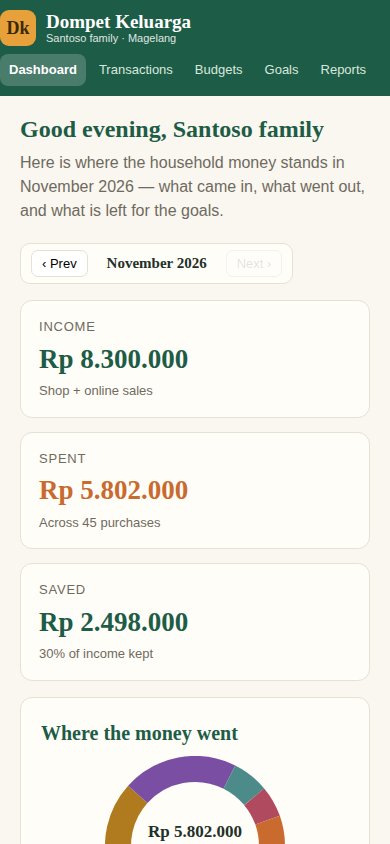 Dk
Dompet Keluarga
Santoso family · Magelang
Dashboard Transactions Budgets Goals Reports
Good evening, Santoso family
Here is where the household money stands in
November 2026 — what came in, what went out,
and what is left for the goals.
‹ Prev November 2026 Next ›
INCOME
Rp 8.300.000
Shop + online sales
SPENT
Rp 5.802.000
Across 45 purchases
SAVED
Rp 2.498.000
30% of income kept
Where the money went
Rp 5.802.000